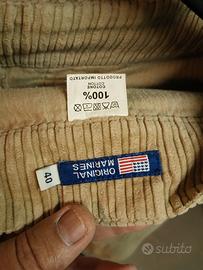 100%
COTONE
COTTON
PRODOTTO IMPORTATO
ORIGINAL
MARINES
40
subito